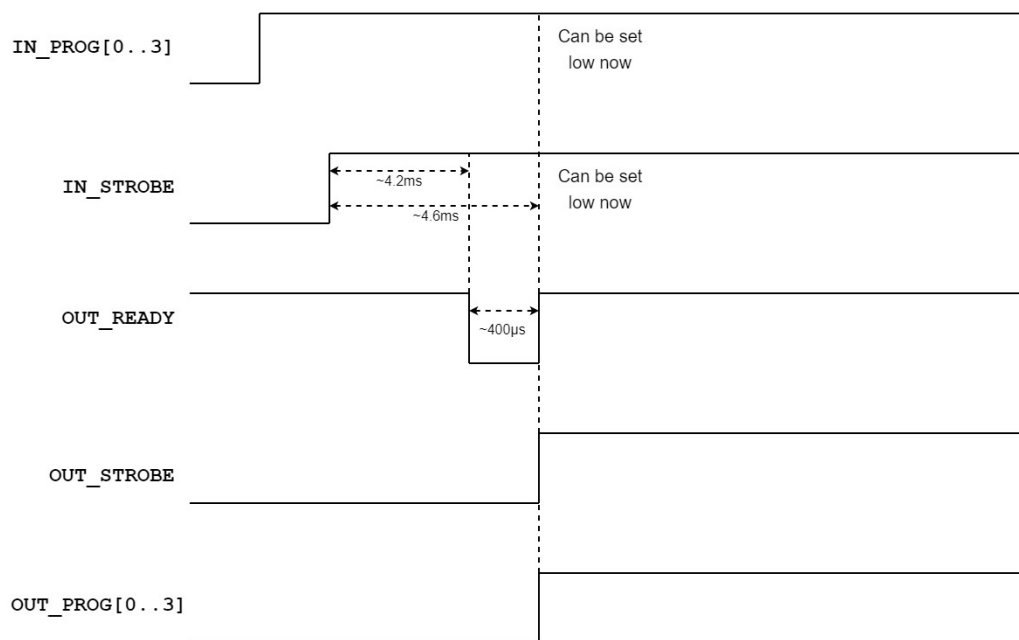 IN_PROG[0..3]
Can be set
low now
IN_STROBE
~4.2ms
Can be set
low now
~4.6ms
OUT_READY
~400µs
OUT_STROBE
OUT_PROG[0..3]